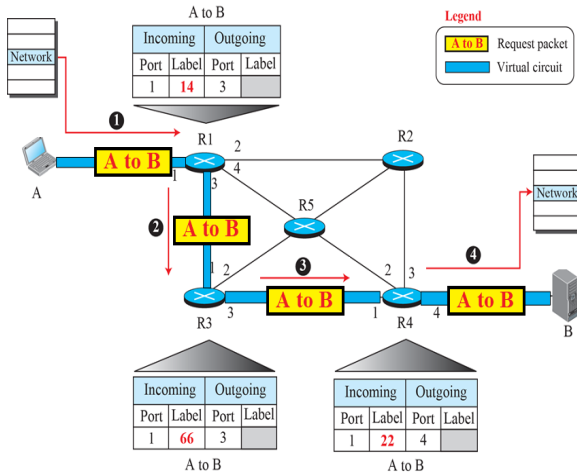 A to B
Incoming Outgoing
Port Label Port Label
1 14 3
Legend
A to B Request packet
Virtual circuit
Network
1
R1
2
R2
4
A
A to B
1
3
R5
Network
2
A to B
4
1
2
3
2
3
A to B
1
A to B
4
R3
3
R4
B
Incoming Outgoing
Port Label Port Label
1 66 3
A to B
Incoming Outgoing
Port Label Port Label
1 22 4
A to B